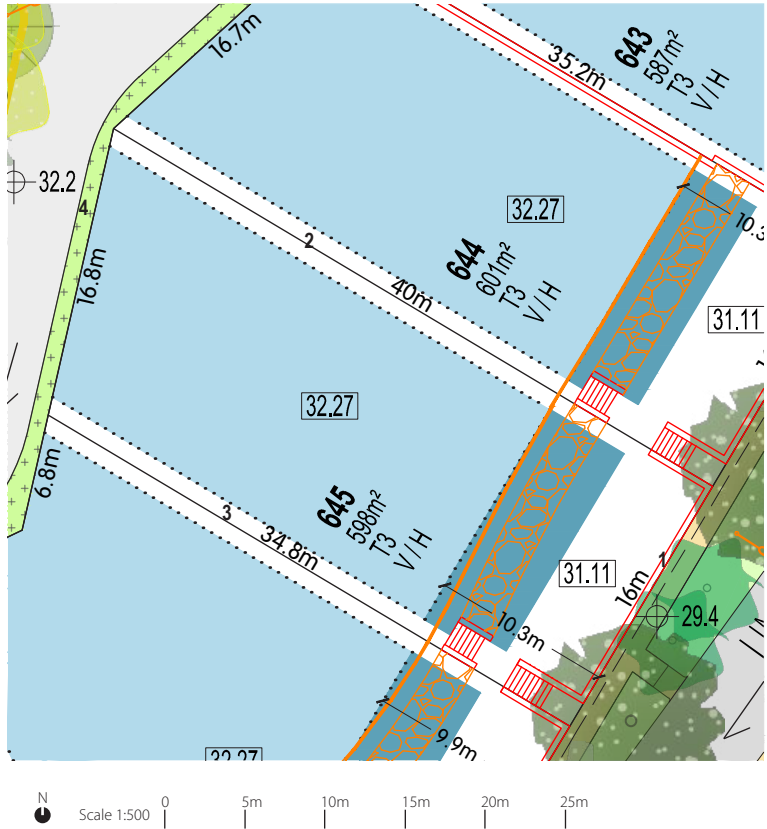 16.7m
35.2m
643
587m²
T3
V / H
32.2
4
32.27
10.3
2
644
601m²
T3
V / H
16.8m
40m
31.11
32.27
6.8m
645
598m²
T3
V / H
3
34.8m
31.11
1
16m
29.4
10.3m
9.9m
32.27
N
Scale 1:500
0
5m
10m
15m
20m
25m